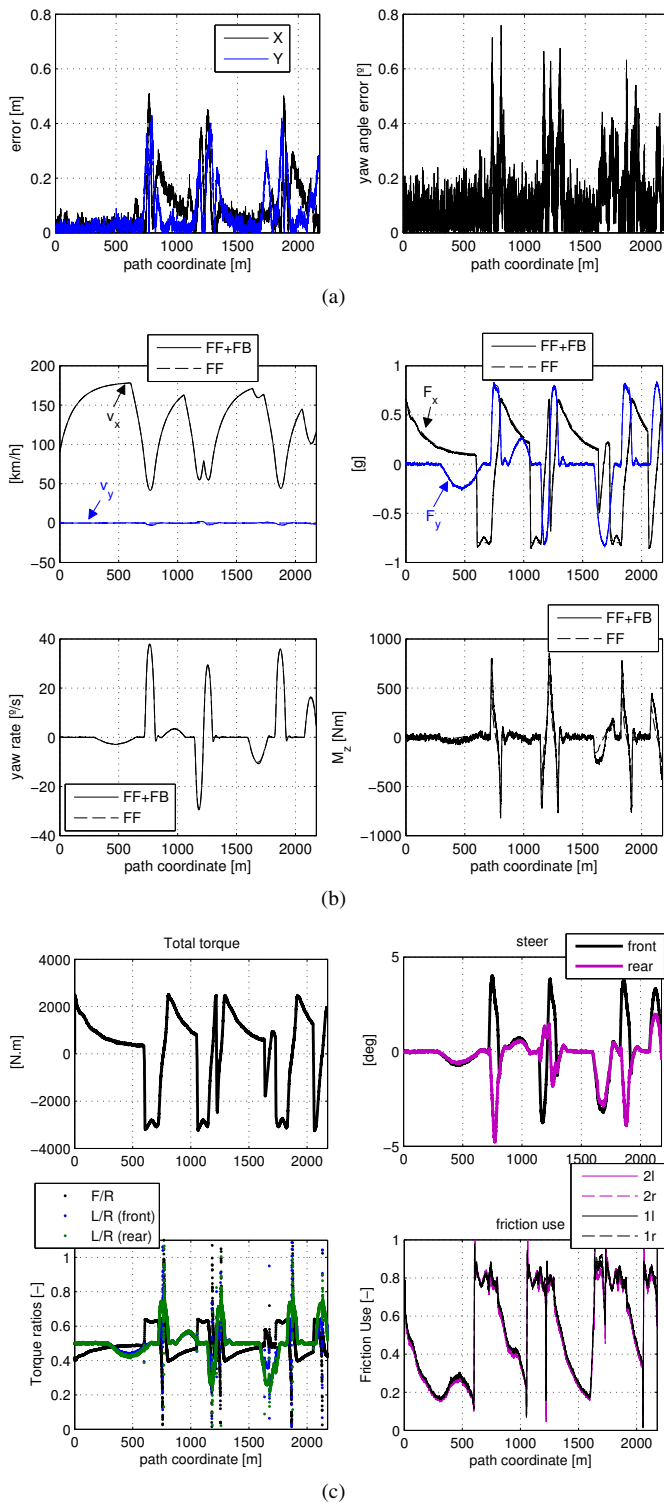 X
Y
0.8
0.6
0.4
0.2
0
error [m]
0 500 1000 1500 2000
path coordinate [m]
0.8
0.6
0.4
0.2
0
yaw angle error [º]
0 500 1000 1500 2000
path coordinate [m]
(a)
FF+FB
FF
200
150
100
50
0
−50
[km/h]
v_x
v_y
0 500 1000 1500 2000
FF+FB
FF
1
0.5
0
−0.5
−1
[g]
F_x
F_y
0 500 1000 1500 2000
40
20
0
−20
−40
yaw rate [º/s]
FF+FB
FF
0 500 1000 1500 2000
path coordinate [m]
FF+FB
FF
1000
500
0
−500
−1000
M_z [Nm]
0 500 1000 1500 2000
path coordinate [m]
(b)
Total torque
4000
2000
0
−2000
−4000
[N.m]
0 500 1000 1500 2000
steer
front
rear
5
0
−5
[deg]
0 500 1000 1500 2000
F/R
L/R (front)
L/R (rear)
1
0.8
0.6
0.4
0.2
0
Torque ratios [−]
0 500 1000 1500 2000
path coordinate [m]
friction use
2l
2r
1l
1r
1
0.8
0.6
0.4
0.2
0
Friction Use [−]
0 500 1000 1500 2000
path coordinate [m]
(c)